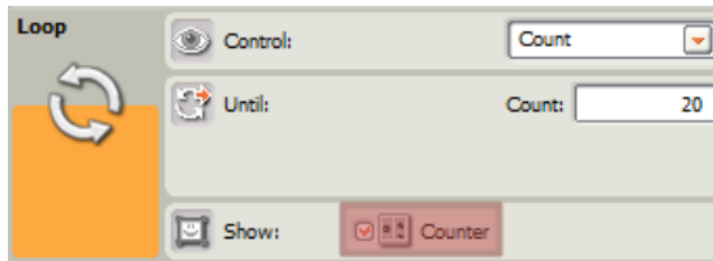 Loop
Control: Count
Until: Count: 20
Show: Counter